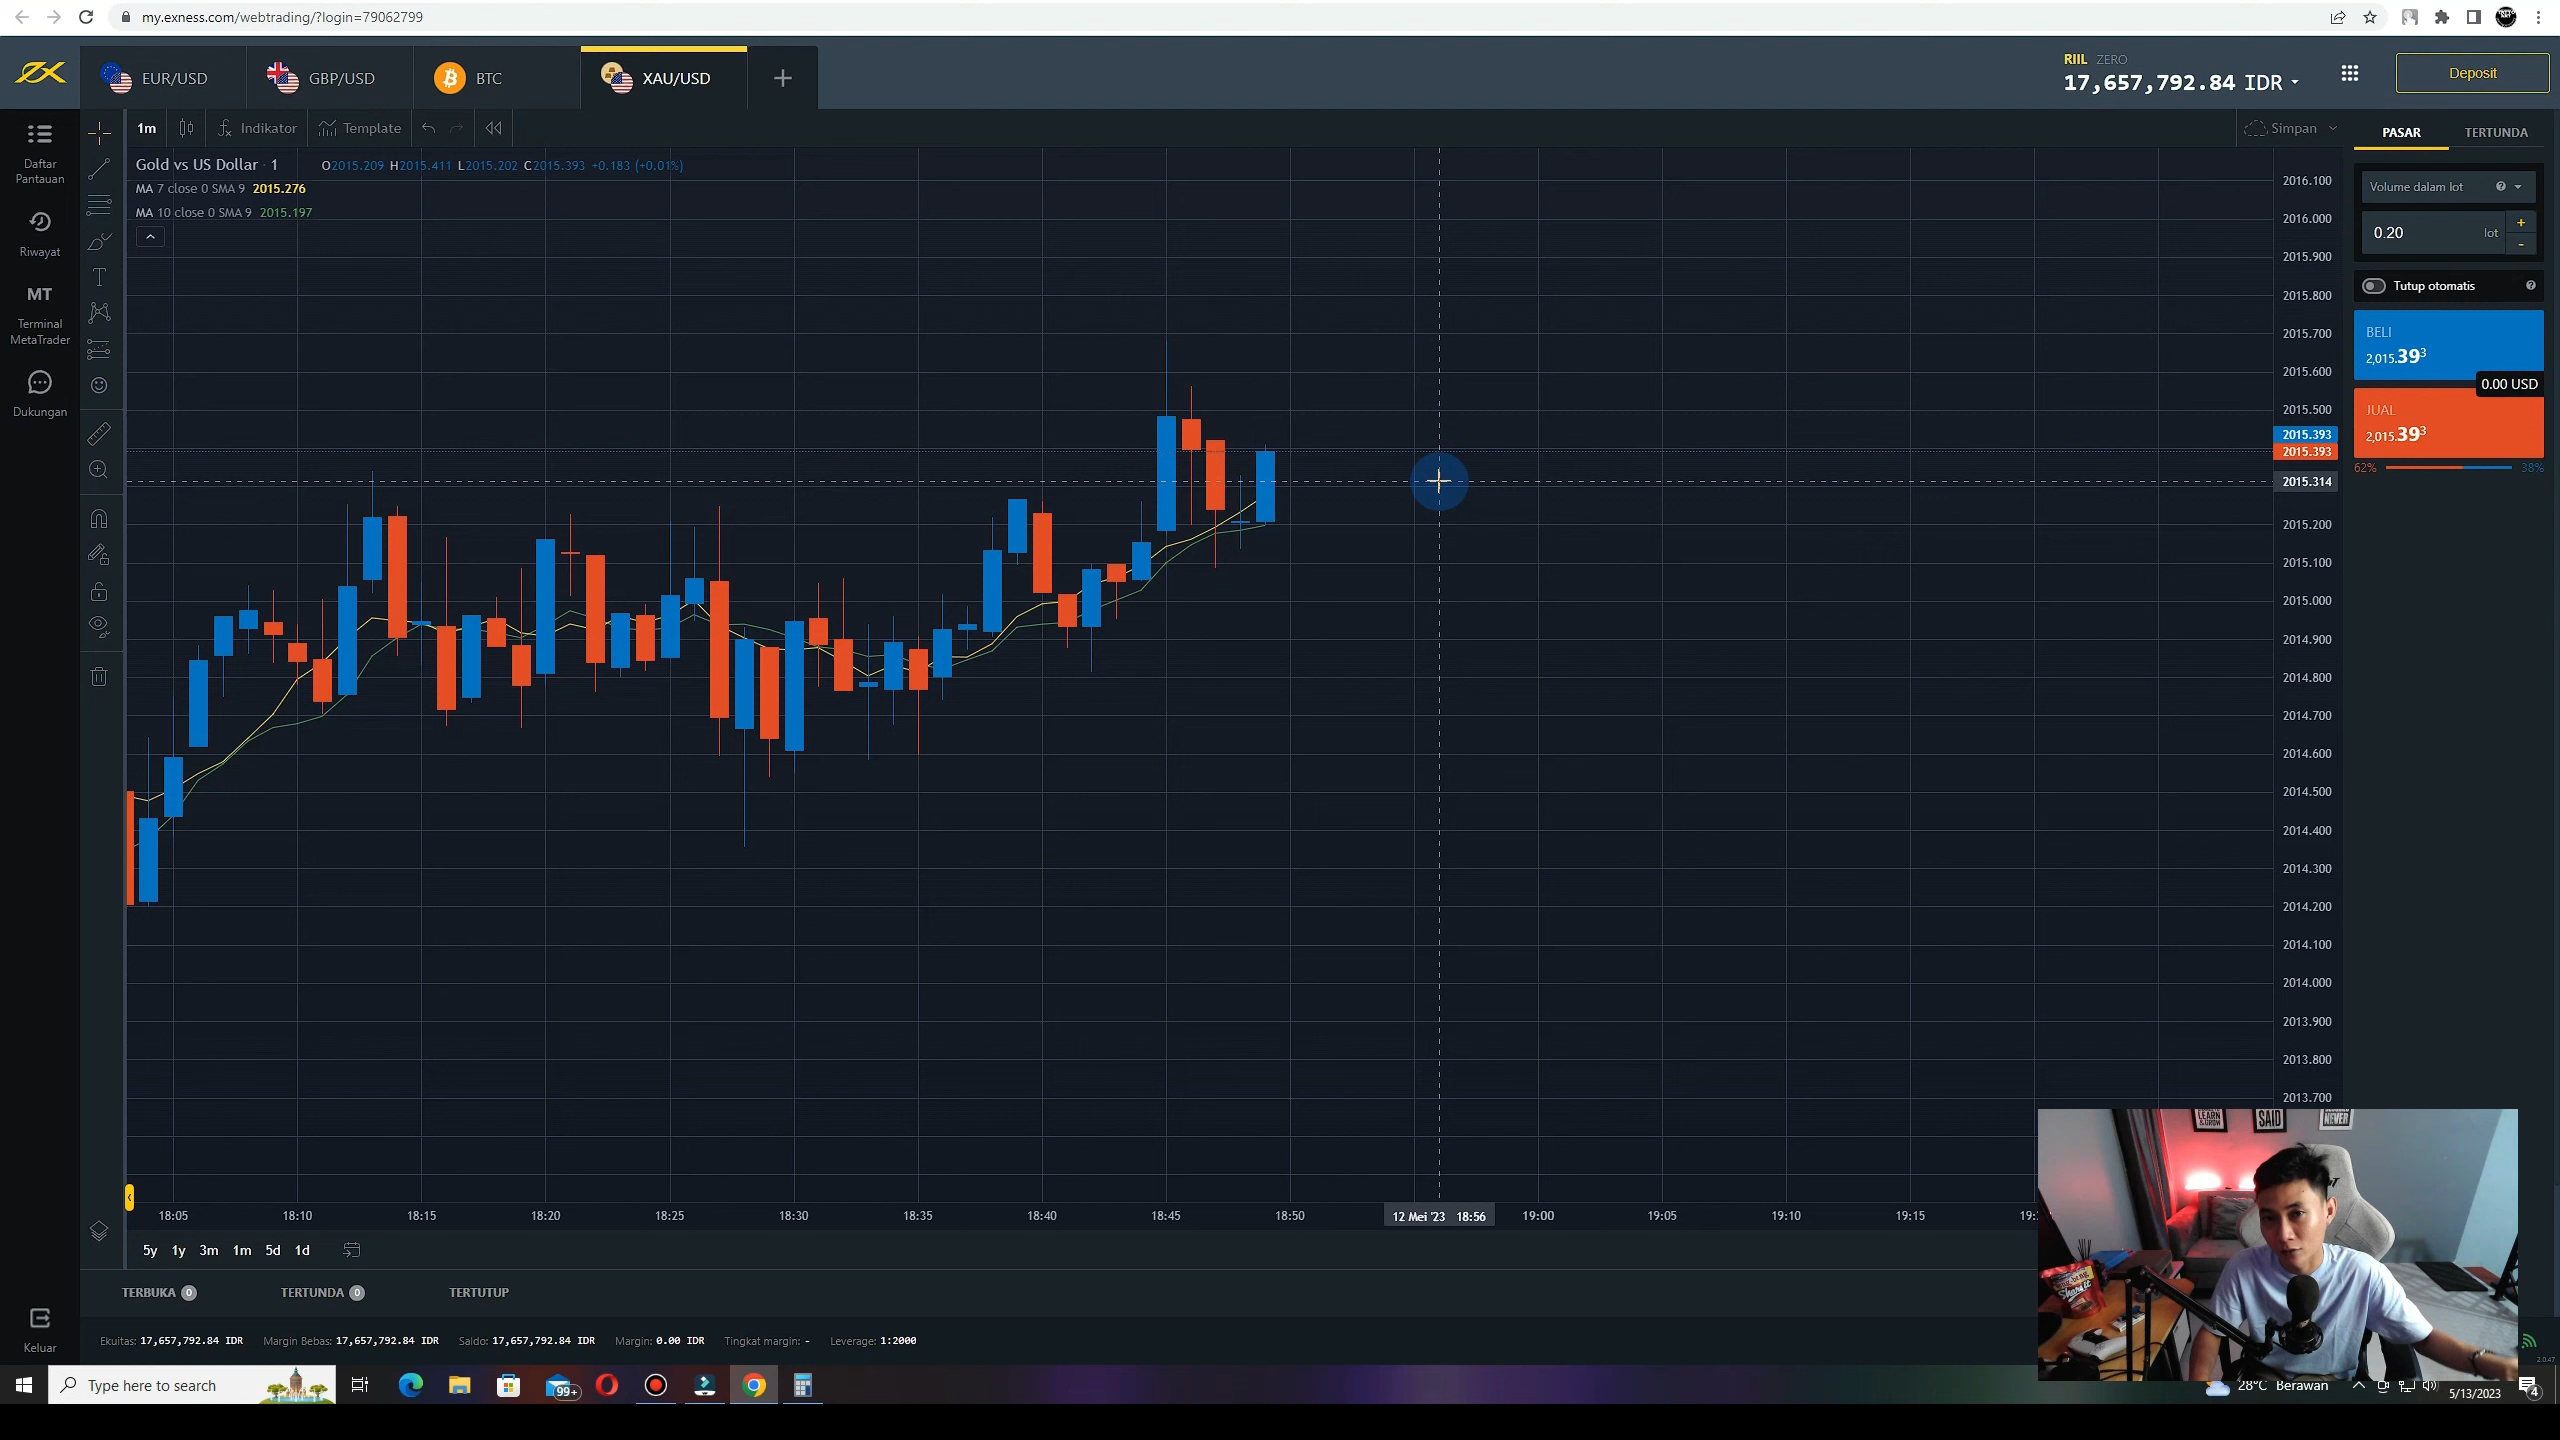 my.exness.com/webtrading/?login=79062799
EUR/USD
GBP/USD
BTC
XAU/USD
RIIL ZERO
17,657,792.84 IDR
Deposit
1m
Indikator
Template
Simpan
PASAR
TERTUNDA
Daftar
Pantauan
Riwayat
MT
Terminal
MetaTrader
Dukungan
Keluar
Gold vs US Dollar · 1 O2015.209 H2015.411 L2015.202 C2015.393 +0.183 (+0.01%)
MA 7 close 0 SMA 9 2015.276
MA 10 close 0 SMA 9 2015.197
Volume dalam lot
0.20 lot
+
-
Tutup otomatis
BELI
2,015.393
0.00 USD
JUAL
2,015.393
62% 38%
2016.100
2016.000
2015.900
2015.800
2015.700
2015.600
2015.500
2015.393
2015.393
2015.314
2015.200
2015.100
2015.000
2014.900
2014.800
2014.700
2014.600
2014.500
2014.400
2014.300
2014.200
2014.100
2014.000
2013.900
2013.800
2013.700
18:05 18:10 18:15 18:20 18:25 18:30 18:35 18:40 18:45 18:50 12 Mei '23 18:56 19:00 19:05 19:10 19:15
5y 1y 3m 1m 5d 1d
TERBUKA 0 TERTUNDA 0 TERTUTUP
Ekuitas: 17,657,792.84 IDR Margin Bebas: 17,657,792.84 IDR Saldo: 17,657,792.84 IDR Margin: 0.00 IDR Tingkat margin: - Leverage: 1:2000
LEARN
& GROW
SAID
NEVER
2.0.47
Type here to search
99+
28°C Berawan
5/13/2023
4